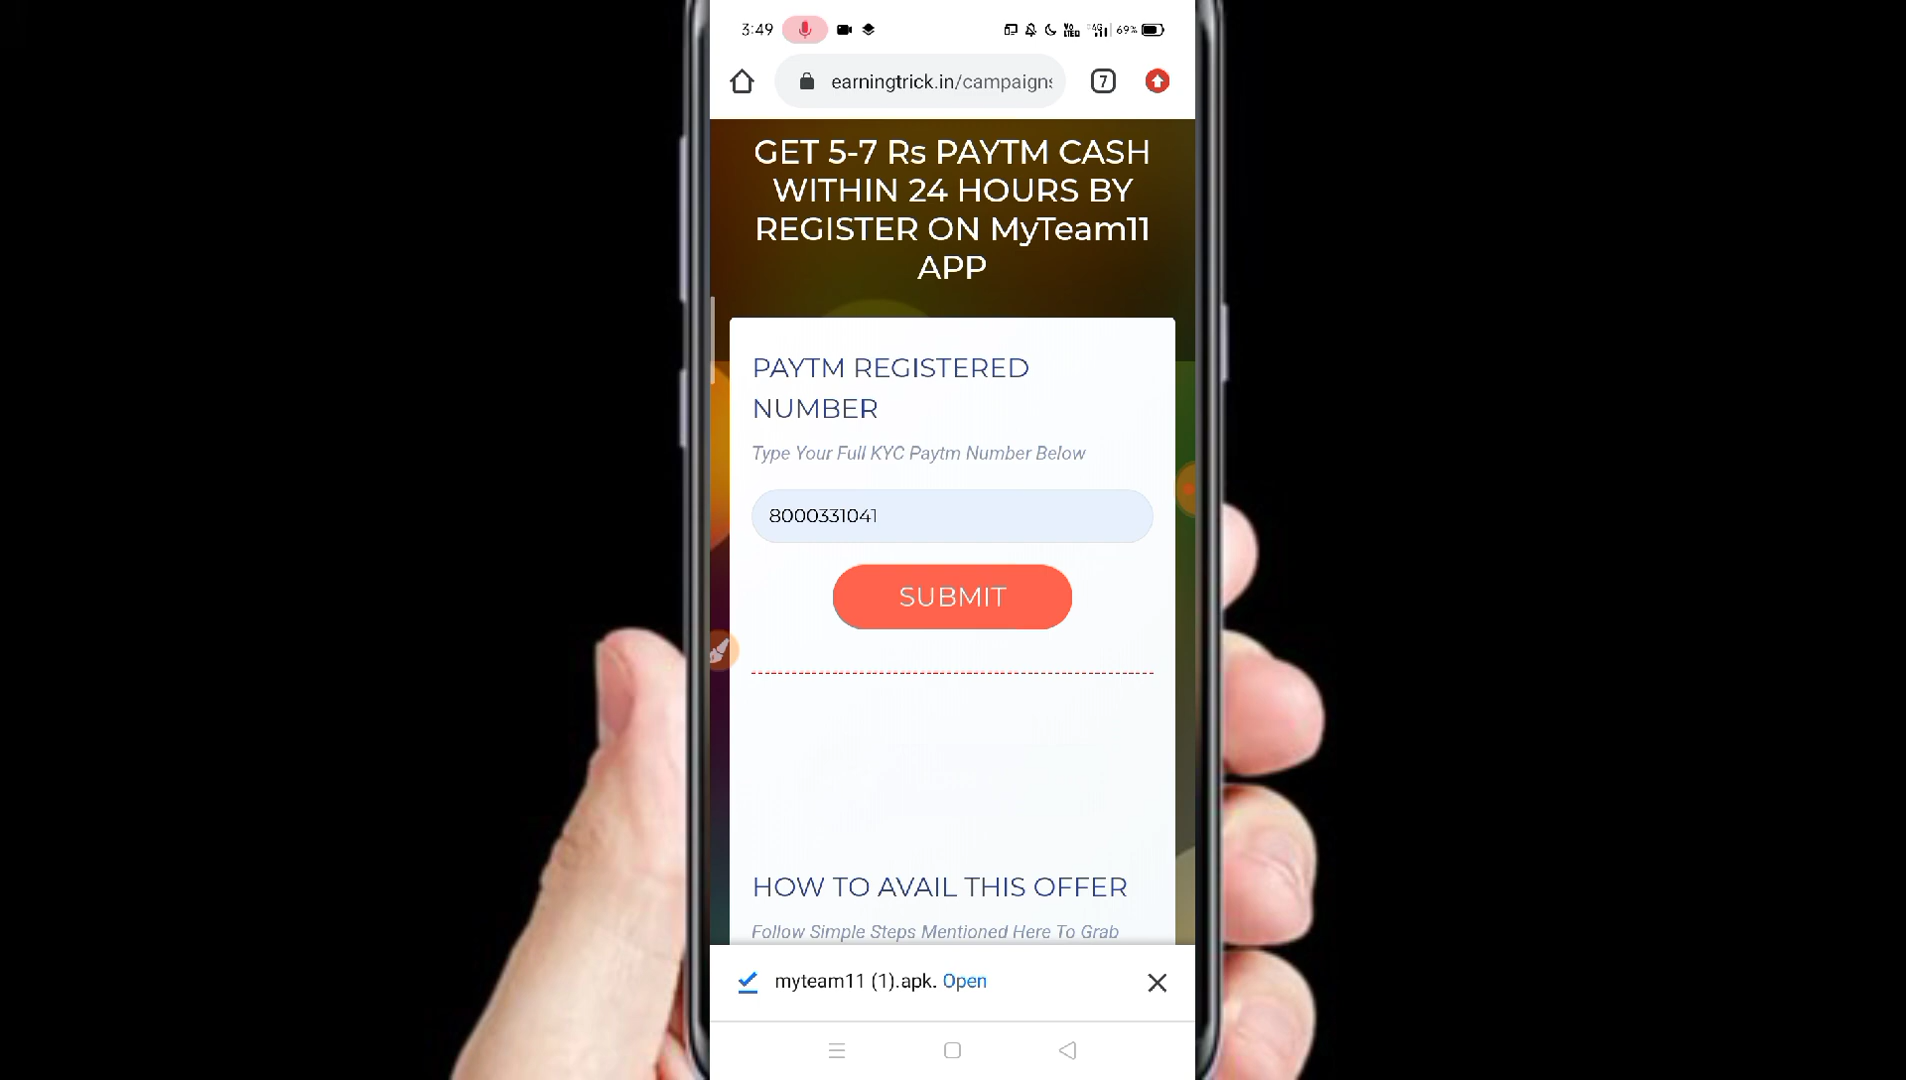 3:49
69%
earningtrick.in/campaigns
7
GET 5-7 Rs PAYTM CASH
WITHIN 24 HOURS BY
REGISTER ON MyTeam11
APP
PAYTM REGISTERED
NUMBER
Type Your Full KYC Paytm Number Below
8000331041
SUBMIT
HOW TO AVAIL THIS OFFER
Follow Simple Steps Mentioned Here To Grab
myteam11 (1).apk. Open